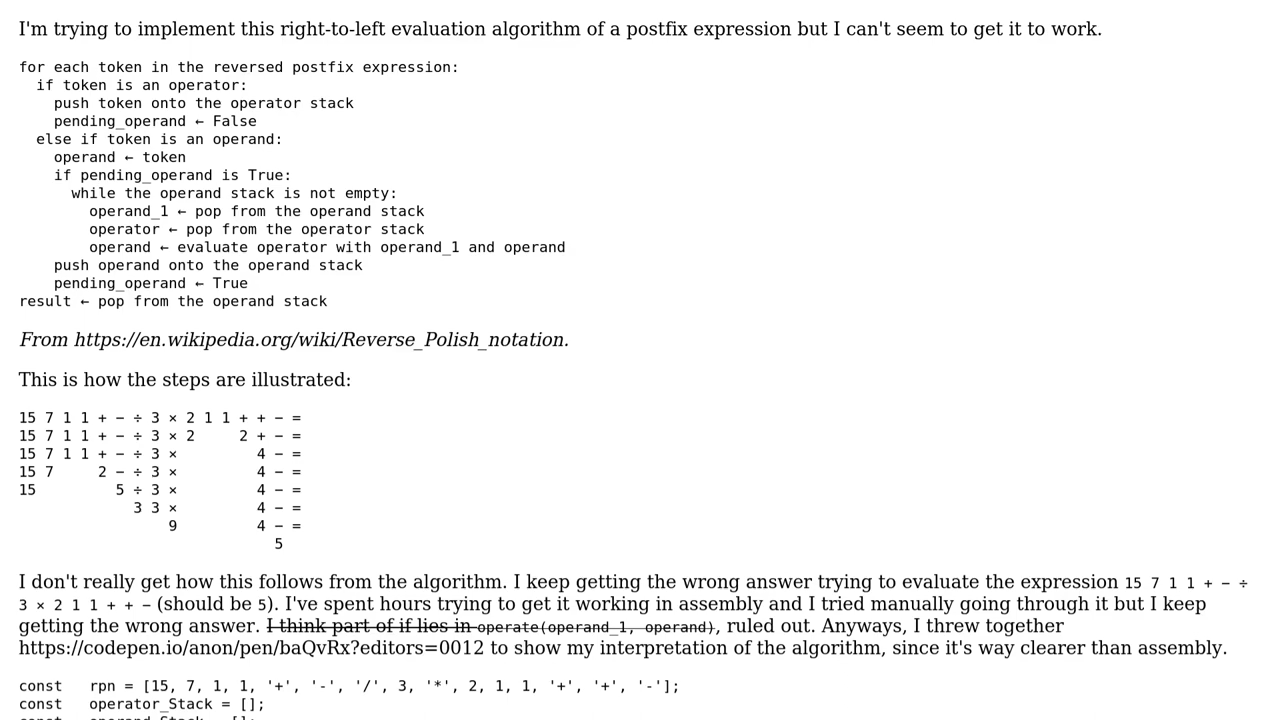 I'm trying to implement this right-to-left evaluation algorithm of a postfix expression but I can't seem to get it to work.
for each token in the reversed postfix expression:
  if token is an operator:
    push token onto the operator stack
    pending_operand ← False
  else if token is an operand:
    operand ← token
    if pending_operand is True:
      while the operand stack is not empty:
        operand_1 ← pop from the operand stack
        operator ← pop from the operator stack
        operand ← evaluate operator with operand_1 and operand
    push operand onto the operand stack
    pending_operand ← True
result ← pop from the operand stack
From https://en.wikipedia.org/wiki/Reverse_Polish_notation.
This is how the steps are illustrated:
15 7 1 1 + − ÷ 3 × 2 1 1 + + − =
15 7 1 1 + − ÷ 3 × 2     2 + − =
15 7 1 1 + − ÷ 3 ×         4 − =
15 7     2 − ÷ 3 ×         4 − =
15         5 ÷ 3 ×         4 − =
             3 3 ×         4 − =
                 9         4 − =
                             5
I don't really get how this follows from the algorithm. I keep getting the wrong answer trying to evaluate the expression 15 7 1 1 + − ÷
3 × 2 1 1 + + − (should be 5). I've spent hours trying to get it working in assembly and I tried manually going through it but I keep
getting the wrong answer. I think part of if lies in operate(operand_1, operand), ruled out. Anyways, I threw together
https://codepen.io/anon/pen/baQvRx?editors=0012 to show my interpretation of the algorithm, since it's way clearer than assembly.
const   rpn = [15, 7, 1, 1, '+', '-', '/', 3, '*', 2, 1, 1, '+', '+', '-'];
const   operator_Stack = [];